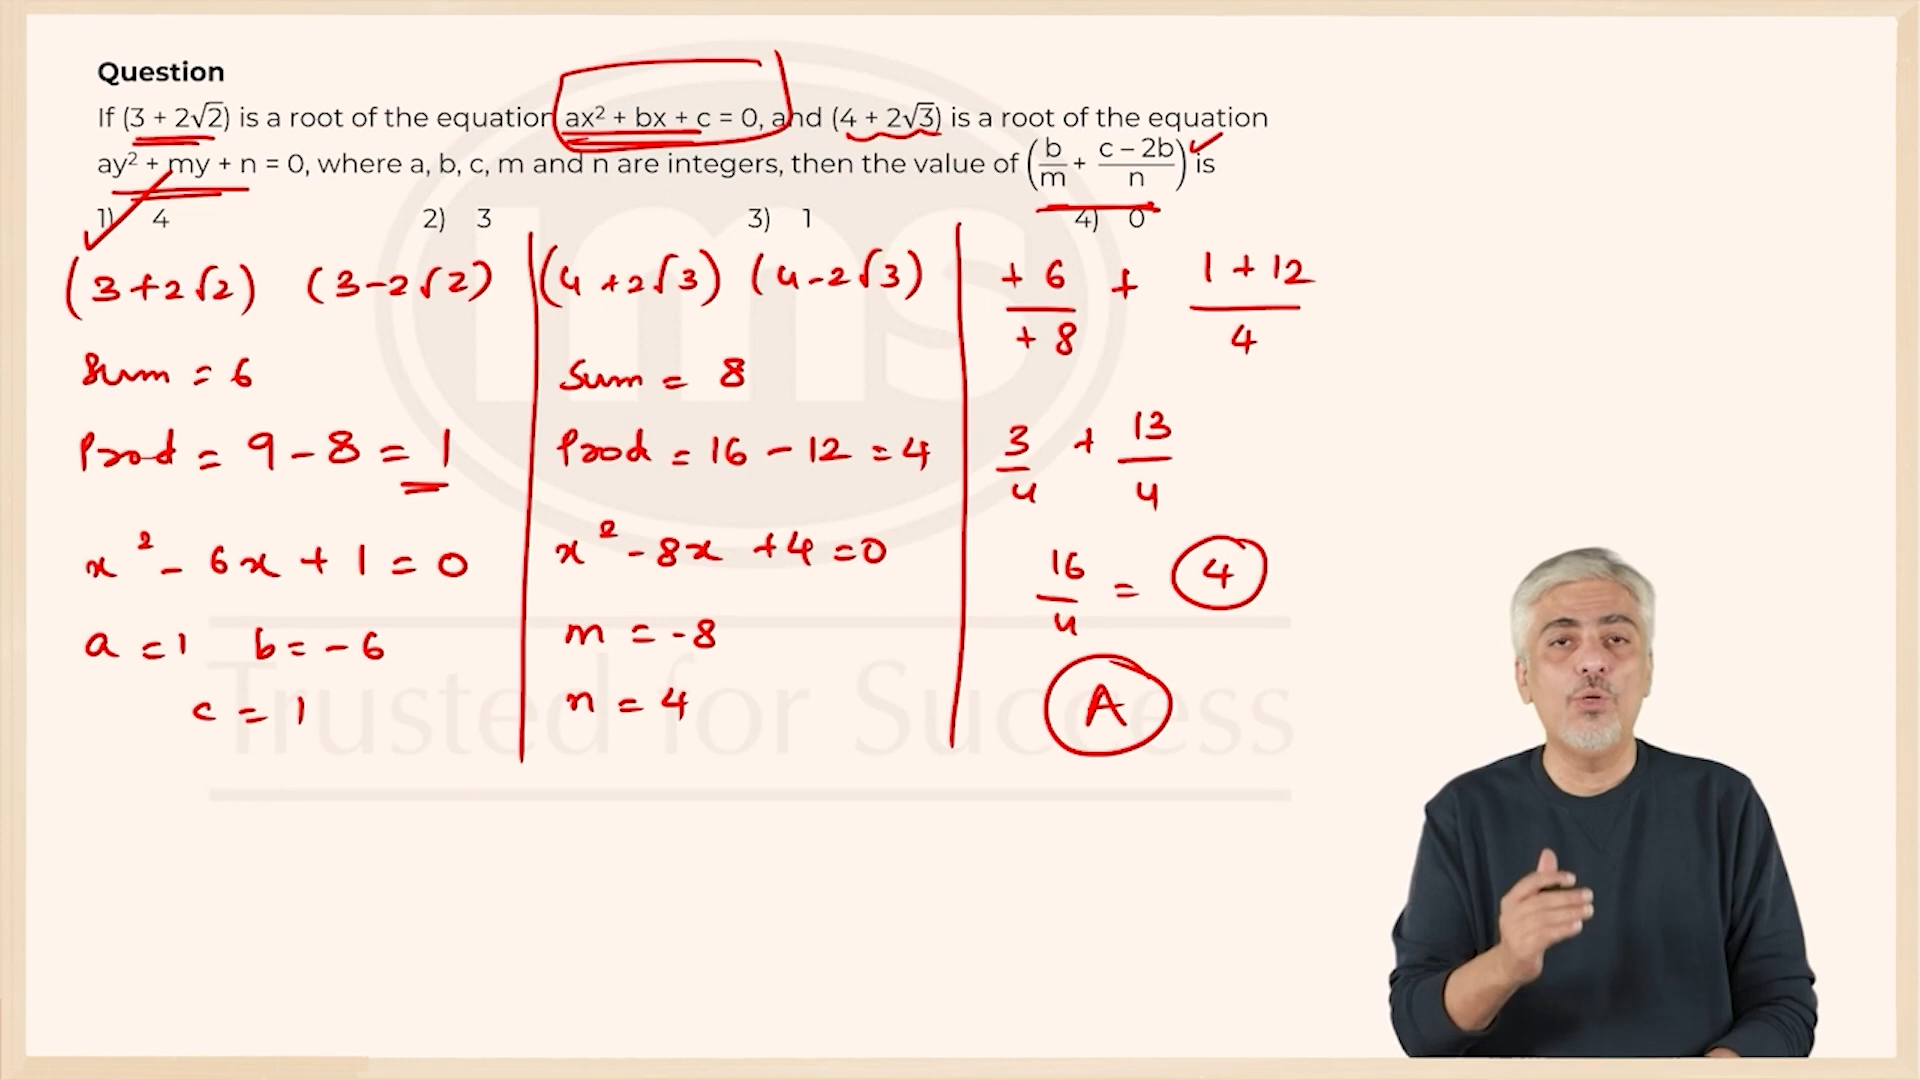 Question
If (3 + 2√2) is a root of the equation ax² + bx + c = 0, and (4 + 2√3) is a root of the equation
ay² + my + n = 0, where a, b, c, m and n are integers, then the value of (b/m + (c – 2b)/n) is
1) 4 2) 3 3) 1 4) 0
(3+2√2) (3-2√2)
Sum = 6
Prod = 9 - 8 = 1
x² - 6x + 1 = 0
a = 1 b = -6
c = 1
(4+2√3) (4-2√3)
Sum = 8
Prod = 16 - 12 = 4
x² - 8x + 4 = 0
m = -8
n = 4
+6/+8 + (1+12)/4
3/4 + 13/4
16/4 = 4
A
ims
Trusted for Success